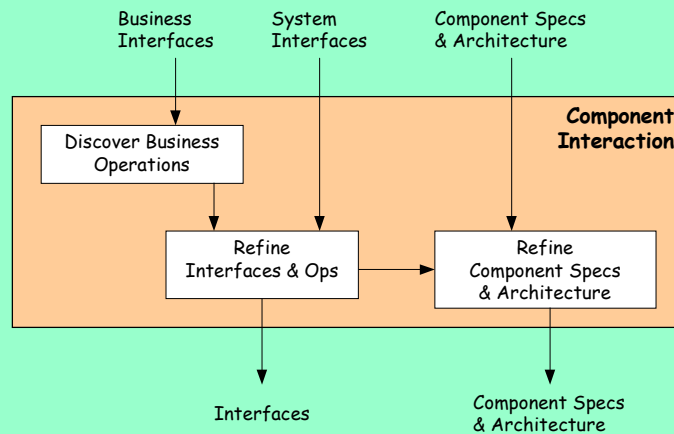 Business
Interfaces
System
Interfaces
Component Specs
& Architecture
Component
Interaction
Discover Business
Operations
Refine
Interfaces & Ops
Refine
Component Specs
& Architecture
Interfaces
Component Specs
& Architecture